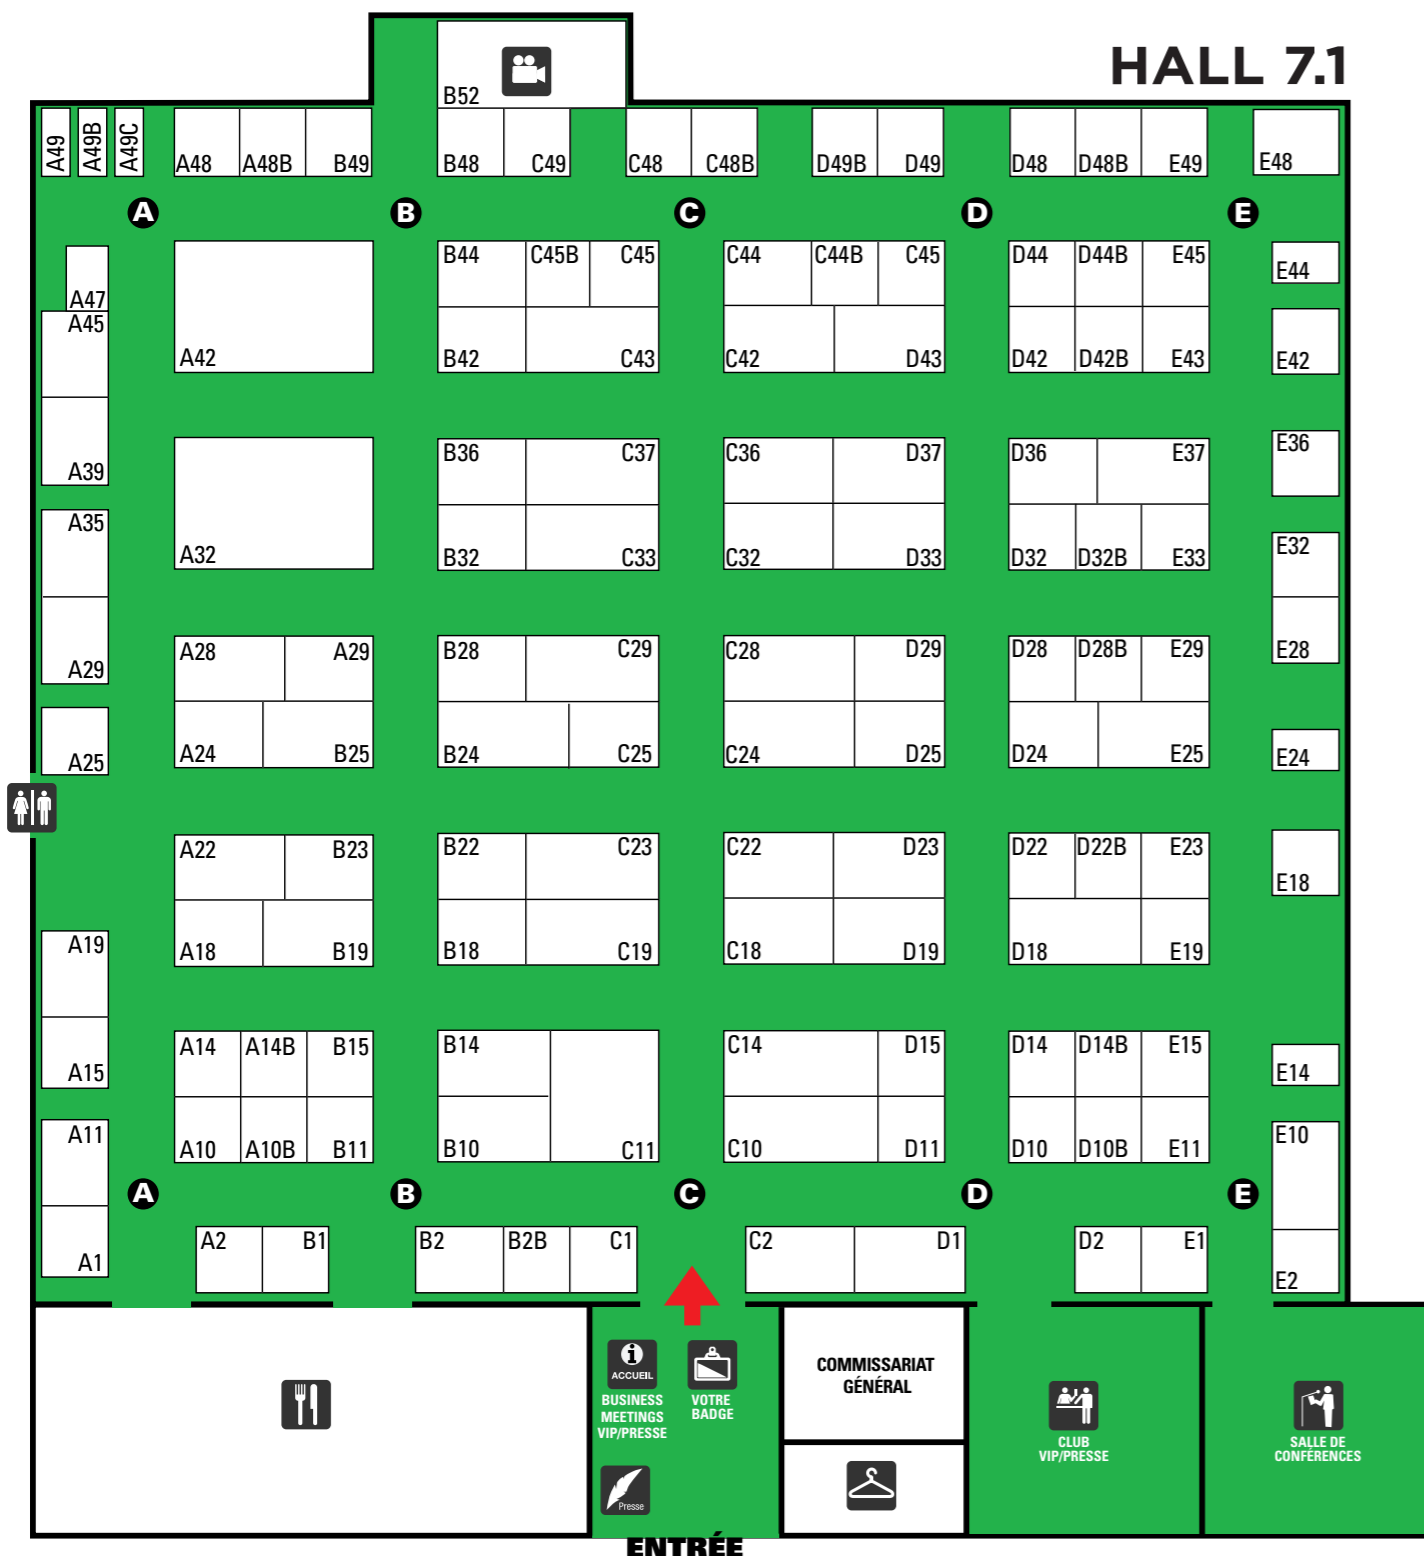 HALL 7.1
B52
A49 A49B A49C A48 A48B B49 B48 C49 C48 C48B D49B D49 D48 D48B E49 E48
A B C D E
B44 C45B C45 C44 C44B C45 D44 D44B E45 E44
A47
A45
A42 B42 C43 C42 D43 D42 D42B E43 E42
B36 C37 C36 D37 D36 E37 E36
A39
A35
A32 B32 C33 C32 D33 D32 D32B E33 E32
A28 A29 B28 C29 C28 D29 D28 D28B E29 E28
A29
A24 B25 B24 C25 C24 D25 D24 E25 E24
A25
A22 B23 B22 C23 C22 D23 D22 D22B E23
E18
A19 A18 B19 B18 C19 C18 D19 D18 E19
A14 A14B B15 B14 C14 D15 D14 D14B E15
A15 E14
A11 A10 A10B B11 B10 C11 C10 D11 D10 D10B E11 E10
A B C D E
A2 B1 B2 B2B C1 C2 D1 D2 E1
A1 E2
i
ACCUEIL
BUSINESS
MEETINGS
VIP/PRESSE
VOTRE
BADGE
COMMISSARIAT
GÉNÉRAL
CLUB
VIP/PRESSE
SALLE DE
CONFÉRENCES
Presse
ENTRÉE